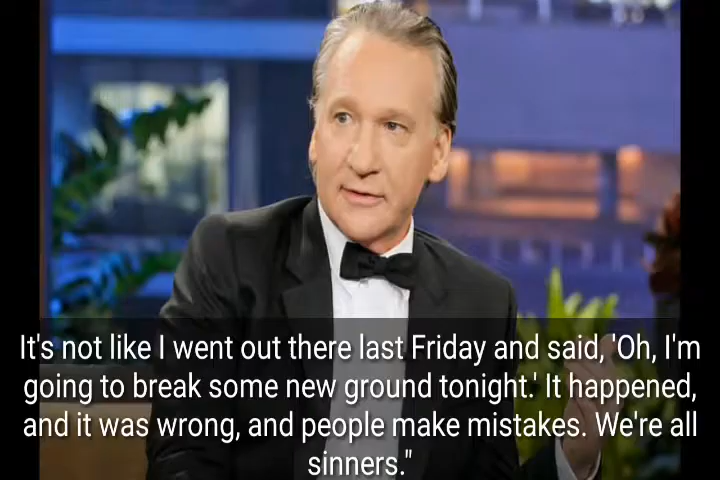 It's not like I went out there last Friday and said, 'Oh, I'm
going to break some new ground tonight.' It happened,
and it was wrong, and people make mistakes. We're all
sinners."